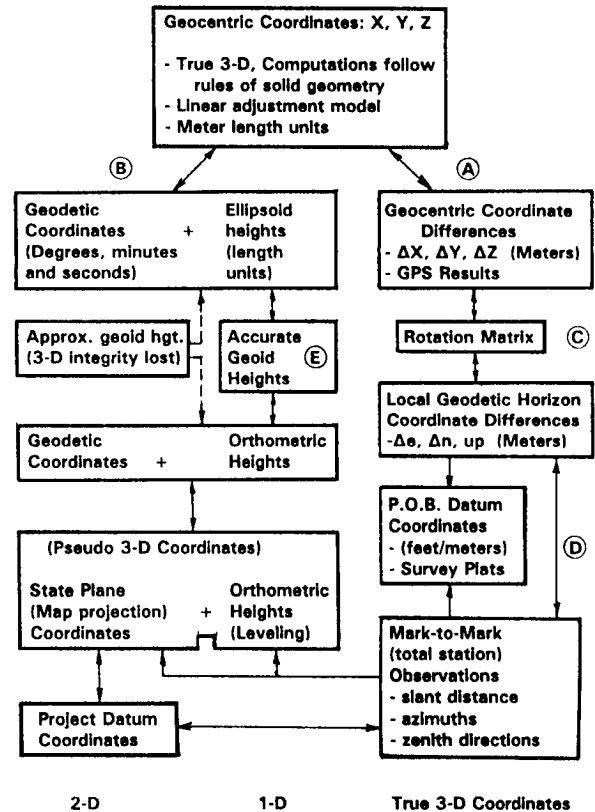 Geocentric Coordinates: X, Y, Z
- True 3-D, Computations follow
rules of solid geometry
- Linear adjustment model
- Meter length units
B
A
Geodetic
Coordinates
(Degrees, minutes
and seconds)
+
Ellipsoid
heights
(length
units)
Geocentric Coordinate
Differences
- ΔX, ΔY, ΔZ (Meters)
- GPS Results
Approx. geoid hgt.
(3-D integrity lost)
Accurate
Geoid
Heights
E
Rotation Matrix
C
Local Geodetic Horizon
Coordinate Differences
-Δe, Δn, up (Meters)
Geodetic
Coordinates
+
Orthometric
Heights
P.O.B. Datum
Coordinates
- (feet/meters)
- Survey Plats
D
(Pseudo 3-D Coordinates)
State Plane
(Map projection)
Coordinates
+
Orthometric
Heights
(Leveling)
Mark-to-Mark
(total station)
Observations
- slant distance
- azimuths
- zenith directions
Project Datum
Coordinates
2-D
1-D
True 3-D Coordinates